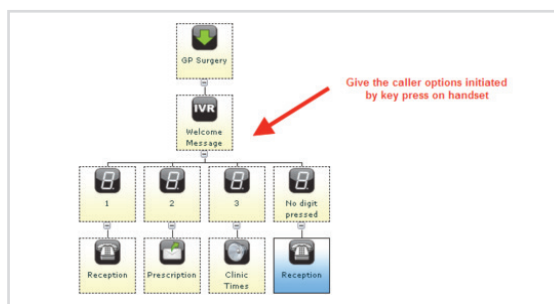 GP Surgery
Give the caller options initiated
by key press on handset
IVR
Welcome
Message
1
2
3
No digit
pressed
Reception
Prescription
Clinic
Times
Reception